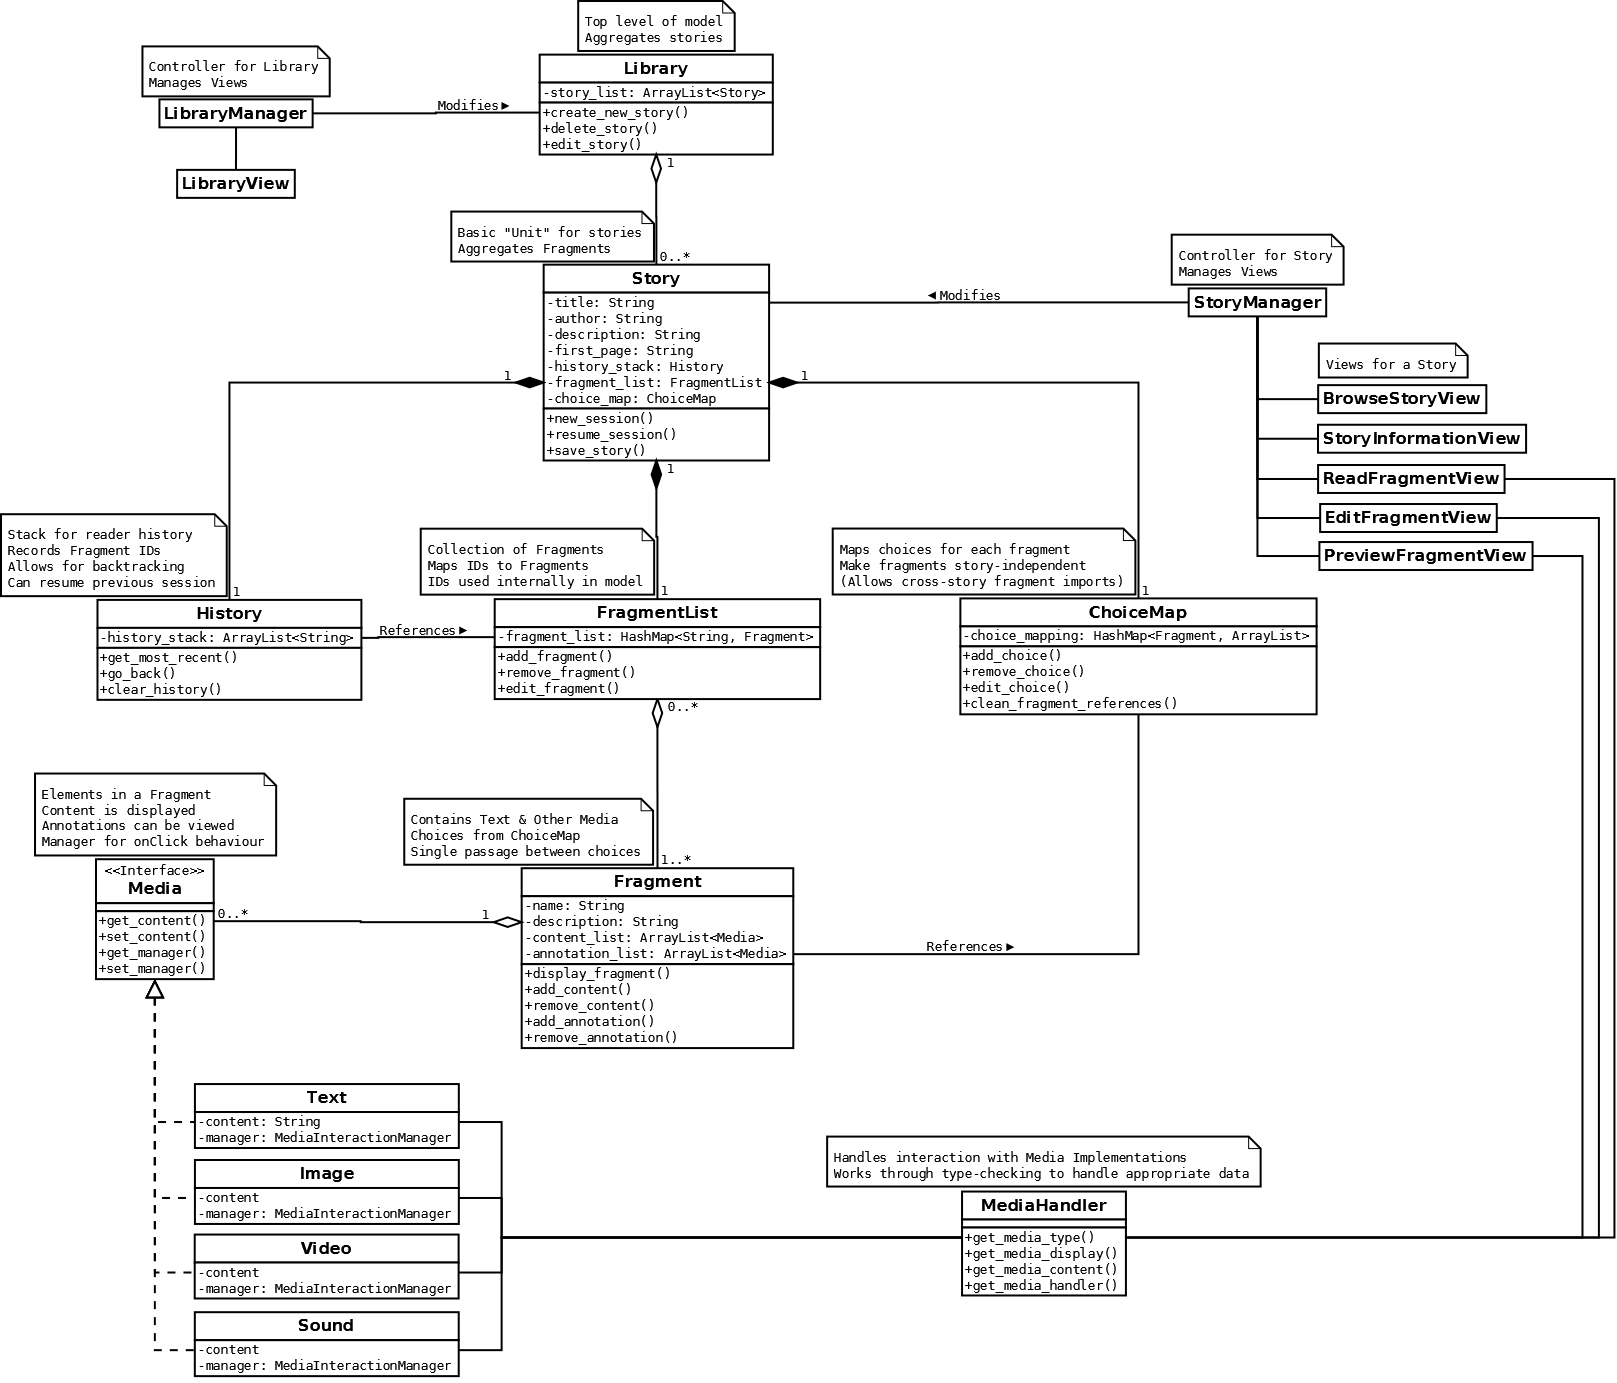 Top level of model
Aggregates stories
Controller for Library
Manages Views
Library
-story_list: ArrayList<Story>
+create_new_story()
+delete_story()
+edit_story()
LibraryManager
Modifies►
LibraryView
1
Basic "Unit" for stories
Aggregates Fragments
0..*
Story
-title: String
-author: String
-description: String
-first_page: String
-history_stack: History
-fragment_list: FragmentList
-choice_map: ChoiceMap
+new_session()
+resume_session()
+save_story()
◄Modifies
Controller for Story
Manages Views
StoryManager
Views for a Story
BrowseStoryView
StoryInformationView
ReadFragmentView
EditFragmentView
PreviewFragmentView
1
1
1
Stack for reader history
Records Fragment IDs
Allows for backtracking
Can resume previous session
1
History
-history_stack: ArrayList<String>
+get_most_recent()
+go_back()
+clear_history()
References►
Collection of Fragments
Maps IDs to Fragments
IDs used internally in model
1
FragmentList
-fragment_list: HashMap<String, Fragment>
+add_fragment()
+remove_fragment()
+edit_fragment()
0..*
Maps choices for each fragment
Make fragments story-independent
(Allows cross-story fragment imports)
1
ChoiceMap
-choice_mapping: HashMap<Fragment, ArrayList>
+add_choice()
+remove_choice()
+edit_choice()
+clean_fragment_references()
Elements in a Fragment
Content is displayed
Annotations can be viewed
Manager for onClick behaviour
<<Interface>>
Media
+get_content()
+set_content()
+get_manager()
+set_manager()
0..*
1
Contains Text & Other Media
Choices from ChoiceMap
Single passage between choices
1..*
Fragment
-name: String
-description: String
-content_list: ArrayList<Media>
-annotation_list: ArrayList<Media>
+display_fragment()
+add_content()
+remove_content()
+add_annotation()
+remove_annotation()
References►
Text
-content: String
-manager: MediaInteractionManager
Image
-content
-manager: MediaInteractionManager
Video
-content
-manager: MediaInteractionManager
Sound
-content
-manager: MediaInteractionManager
Handles interaction with Media Implementations
Works through type-checking to handle appropriate data
MediaHandler
+get_media_type()
+get_media_display()
+get_media_content()
+get_media_handler()